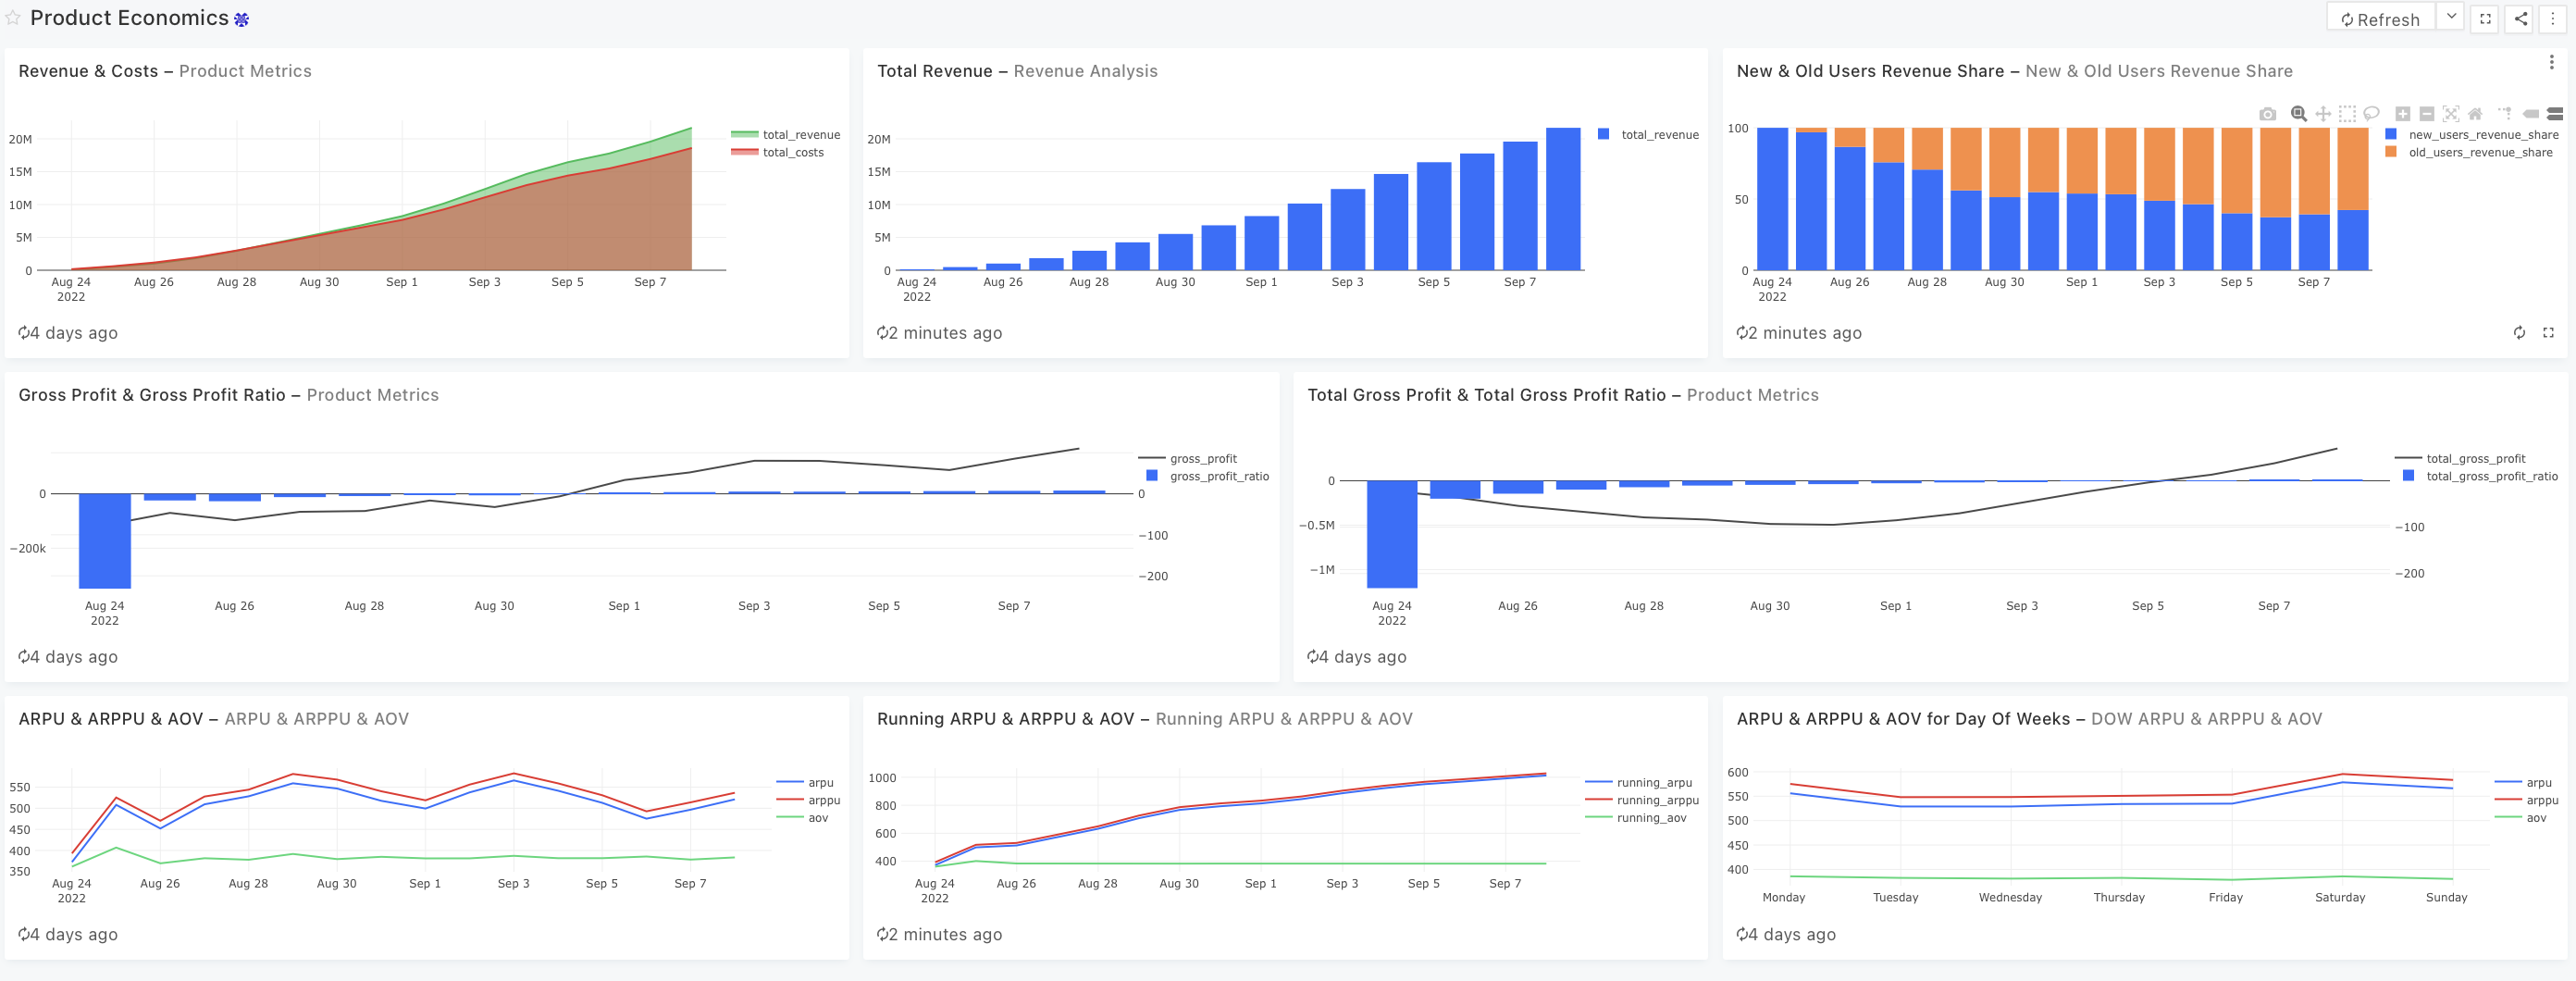 Product Economics
Refresh
Revenue & Costs – Product Metrics
20M
15M
10M
5M
0
Aug 24 Aug 26 Aug 28 Aug 30 Sep 1 Sep 3 Sep 5 Sep 7
2022
total_revenue
total_costs
4 days ago
Total Revenue – Revenue Analysis
20M
15M
10M
5M
0
Aug 24 Aug 26 Aug 28 Aug 30 Sep 1 Sep 3 Sep 5 Sep 7
2022
total_revenue
2 minutes ago
New & Old Users Revenue Share – New & Old Users Revenue Share
100
50
0
Aug 24 Aug 26 Aug 28 Aug 30 Sep 1 Sep 3 Sep 5 Sep 7
2022
new_users_revenue_share
old_users_revenue_share
2 minutes ago
Gross Profit & Gross Profit Ratio – Product Metrics
0
−200k
Aug 24 Aug 26 Aug 28 Aug 30 Sep 1 Sep 3 Sep 5 Sep 7
2022
0
−100
−200
gross_profit
gross_profit_ratio
4 days ago
Total Gross Profit & Total Gross Profit Ratio – Product Metrics
0
−0.5M
−1M
Aug 24 Aug 26 Aug 28 Aug 30 Sep 1 Sep 3 Sep 5 Sep 7
2022
−100
−200
total_gross_profit
total_gross_profit_ratio
4 days ago
ARPU & ARPPU & AOV – ARPU & ARPPU & AOV
550
500
450
400
350
Aug 24 Aug 26 Aug 28 Aug 30 Sep 1 Sep 3 Sep 5 Sep 7
2022
arpu
arppu
aov
4 days ago
Running ARPU & ARPPU & AOV – Running ARPU & ARPPU & AOV
1000
800
600
400
Aug 24 Aug 26 Aug 28 Aug 30 Sep 1 Sep 3 Sep 5 Sep 7
2022
running_arpu
running_arppu
running_aov
2 minutes ago
ARPU & ARPPU & AOV for Day Of Weeks – DOW ARPU & ARPPU & AOV
600
550
500
450
400
Monday Tuesday Wednesday Thursday Friday Saturday Sunday
arpu
arppu
aov
4 days ago